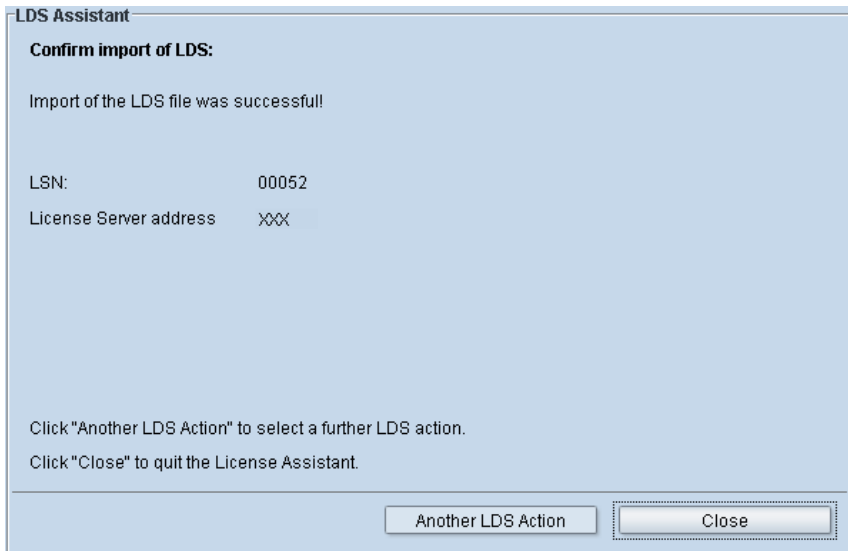 LDS Assistant
Confirm import of LDS:
Import of the LDS file was successful!
LSN: 00052
License Server address XXX
Click "Another LDS Action" to select a further LDS action.
Click "Close" to quit the License Assistant.
Another LDS Action Close